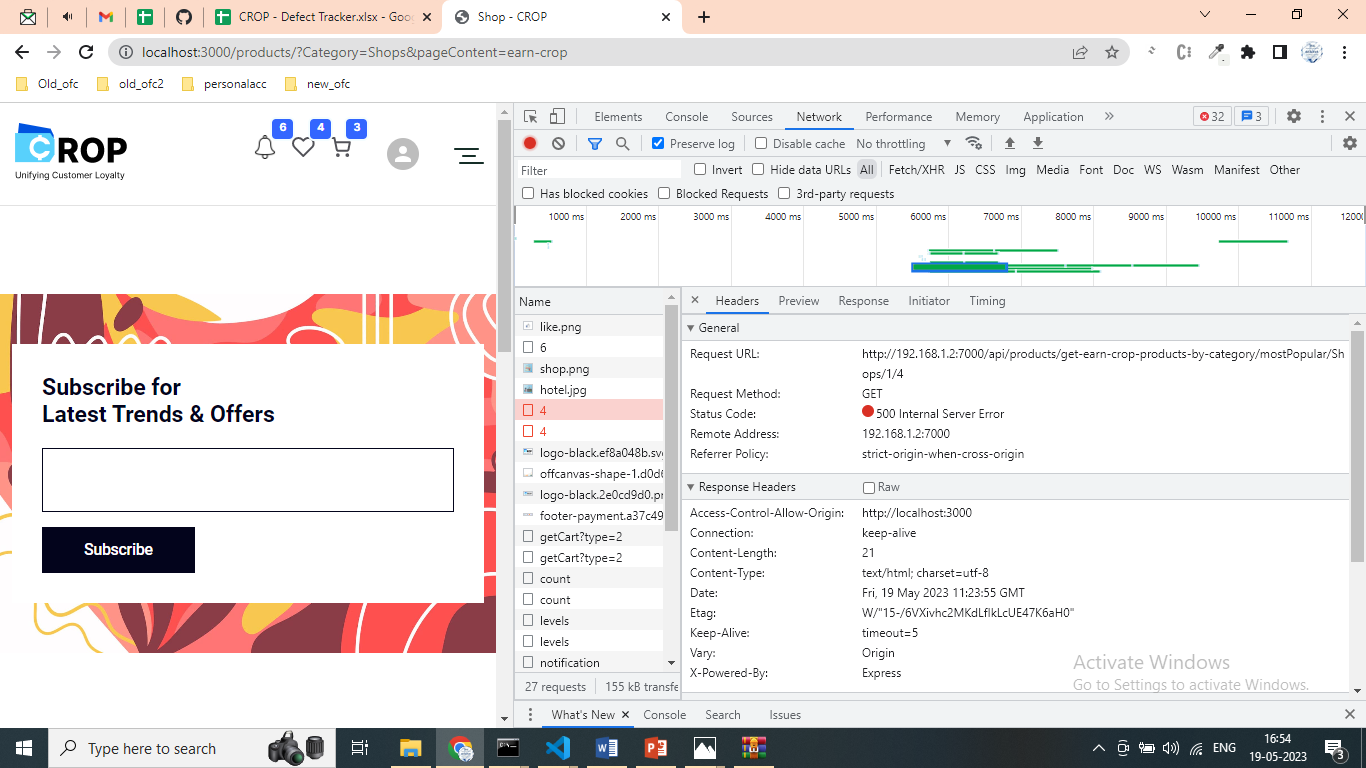 CROP - Defect Tracker.xlsx - Goo
Shop - CROP
localhost:3000/products/?Category=Shops&pageContent=earn-crop
Old_ofc
old_ofc2
personalacc
new_ofc
CROP
Unifying Customer Loyalty
6
4
3
Subscribe for
Latest Trends & Offers
Subscribe
Elements Console Sources Network Performance Memory Application » 32 3
Preserve log Disable cache No throttling
Filter Invert Hide data URLs All Fetch/XHR JS CSS Img Media Font Doc WS Wasm Manifest Other
Has blocked cookies Blocked Requests 3rd-party requests
1000 ms 2000 ms 3000 ms 4000 ms 5000 ms 6000 ms 7000 ms 8000 ms 9000 ms 10000 ms 11000 ms 1200
Name
like.png
6
shop.png
hotel.jpg
4
4
logo-black.ef8a048b.sv
offcanvas-shape-1.d0d6
logo-black.2e0cd9d0.pr
footer-payment.a37c49
getCart?type=2
getCart?type=2
count
count
levels
levels
notification
27 requests 155 kB transfe
Headers Preview Response Initiator Timing
General
Request URL: http://192.168.1.2:7000/api/products/get-earn-crop-products-by-category/mostPopular/Sh
ops/1/4
Request Method: GET
Status Code: 500 Internal Server Error
Remote Address: 192.168.1.2:7000
Referrer Policy: strict-origin-when-cross-origin
Response Headers Raw
Access-Control-Allow-Origin: http://localhost:3000
Connection: keep-alive
Content-Length: 21
Content-Type: text/html; charset=utf-8
Date: Fri, 19 May 2023 11:23:55 GMT
Etag: W/"15-/6VXivhc2MKdLfIkLcUE47K6aH0"
Keep-Alive: timeout=5
Vary: Origin
X-Powered-By: Express
Activate Windows
Go to Settings to activate Windows.
What's New Console Search Issues
Type here to search
ENG
16:54
19-05-2023
3